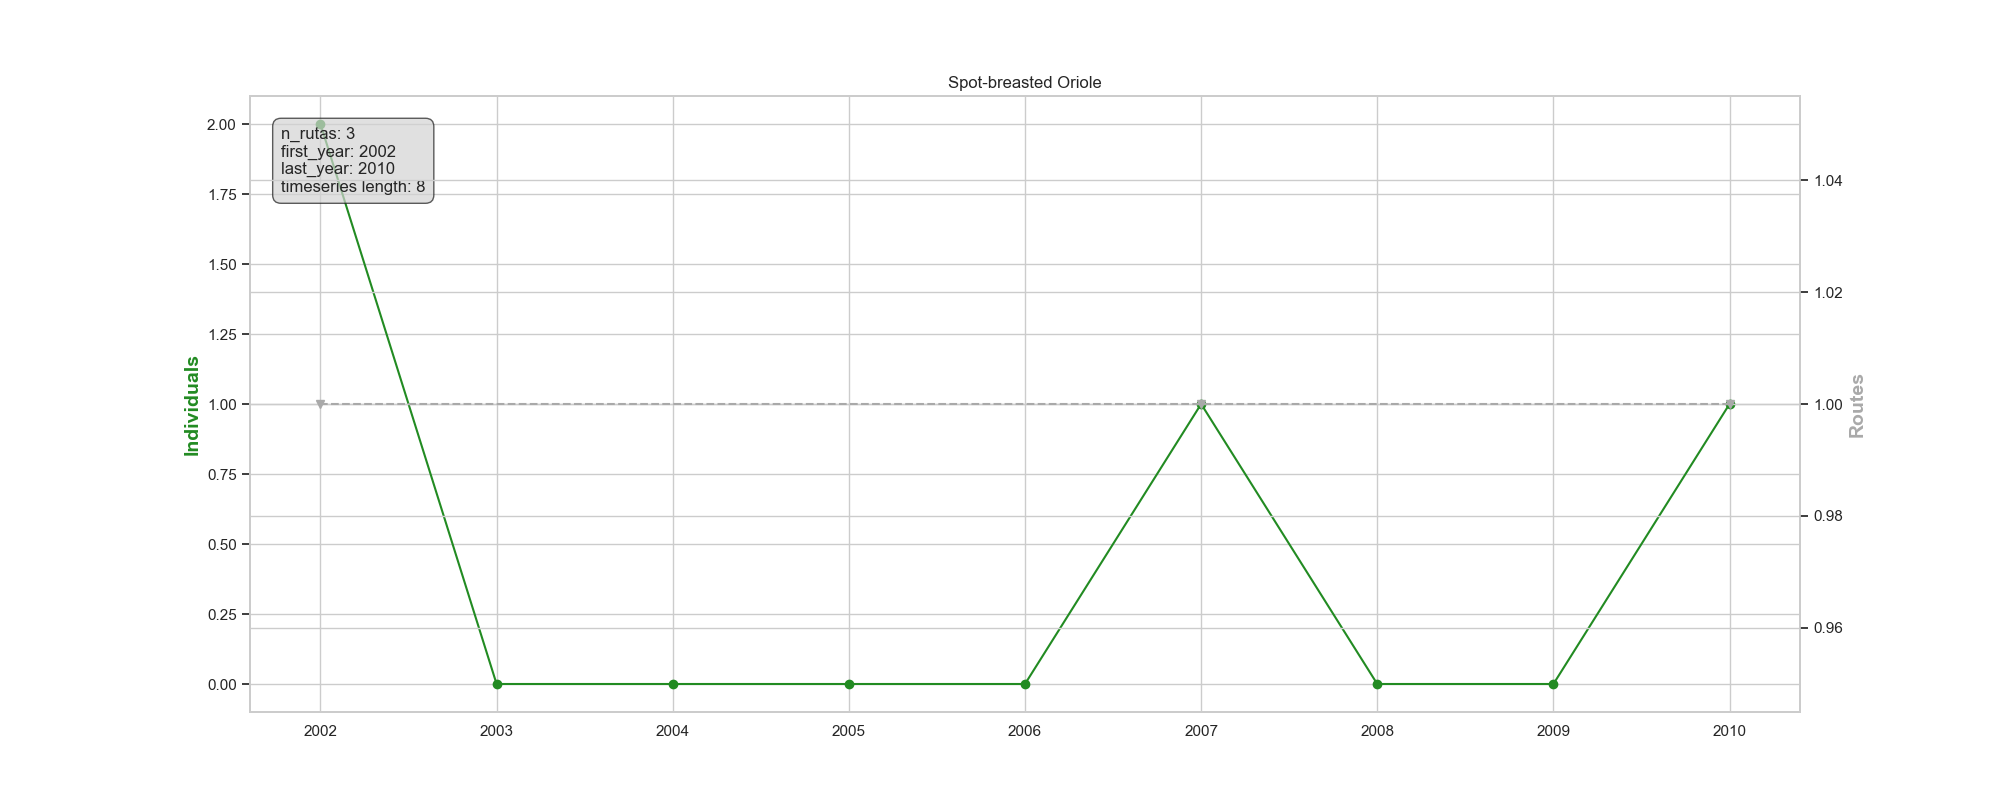 Spot-breasted Oriole
n_rutas: 3
first_year: 2002
last_year: 2010
timeseries length: 8
Individuals
2.00
1.75
1.50
1.25
1.00
0.75
0.50
0.25
0.00
1.04
1.02
1.00
0.98
0.96
Routes
2002 2003 2004 2005 2006 2007 2008 2009 2010